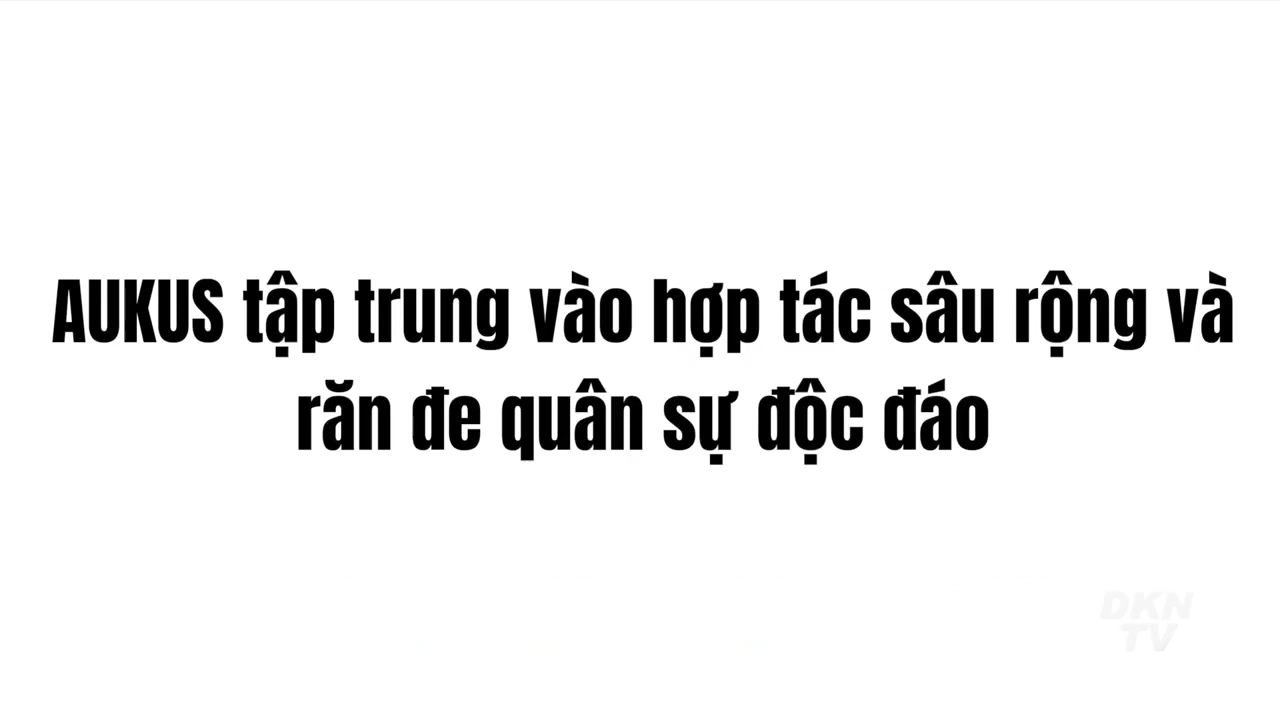 AUKUS tập trung vào hợp tác sâu rộng và
răn đe quân sự độc đáo
DKN
TV